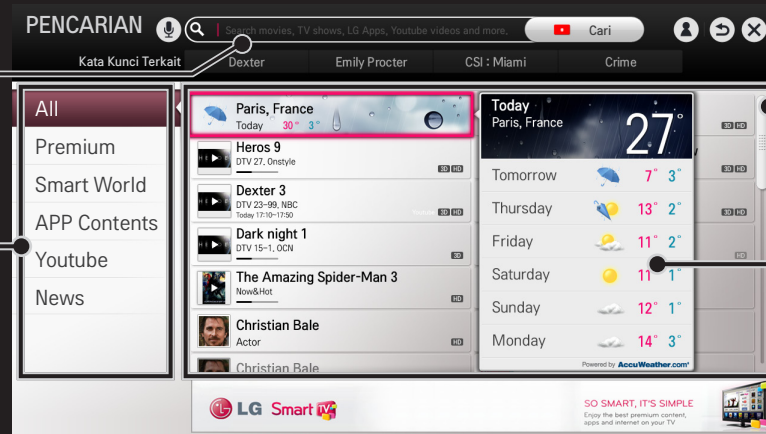 PENCARIAN
Search movies, TV shows, LG Apps, Youtube videos and more.
Cari
Kata Kunci Terkait
Dexter
Emily Procter
CSI : Miami
Crime
All
Premium
Smart World
APP Contents
Youtube
News
Paris, France
Today 30° 3°
Heros 9
DTV 27, Onstyle
3D HD
Dexter 3
DTV 23-99, NBC
Today 17:10~17:50
Youtube 3D HD
Dark night 1
DTV 15-1, OCN
3D
The Amazing Spider-Man 3
Now&Hot
HD
Christian Bale
Actor
HD
Christian Bale
Today
Paris, France
27°
Tomorrow 7° 3°
Thursday 13° 2°
Friday 11° 2°
Saturday 11° 1°
Sunday 12° 1°
Monday 14° 3°
Powered by AccuWeather.com®
3D HD
3D HD
3D HD
HD
LG Smart TV
SO SMART, IT'S SIMPLE
Enjoy the best premium content,
apps and internet on your TV